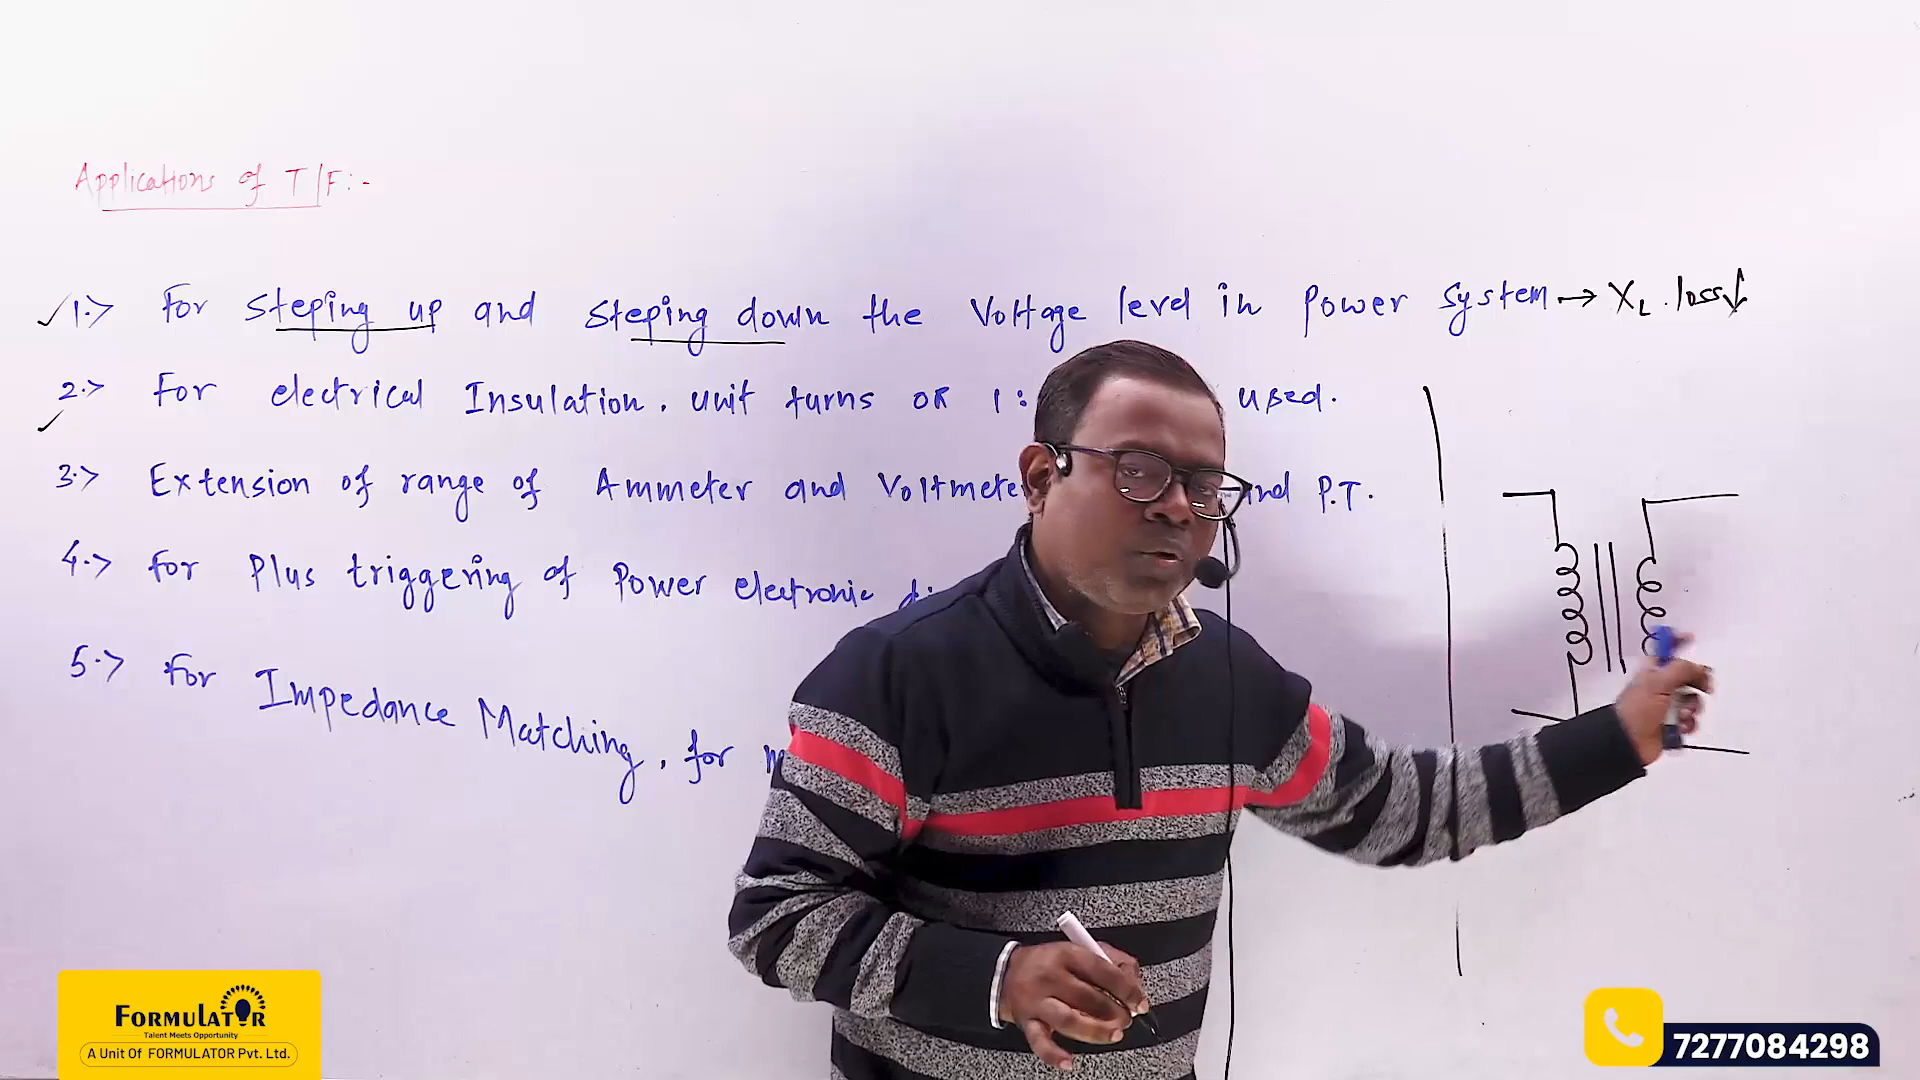 Applications of T/F:-
✓1.> For Steping up and Steping down the Voltage level in Power System → XL. loss↓
2.> For electrical Insulation. unit turns OR 1: used.
3.> Extension of range of Ammeter and Voltmete and P.T.
4.> For Plus triggering of Power electronic
5.> For Impedance Matching. for
FORMULATOR
Talent Meets Opportunity
A Unit Of FORMULATOR Pvt. Ltd.
7277084298